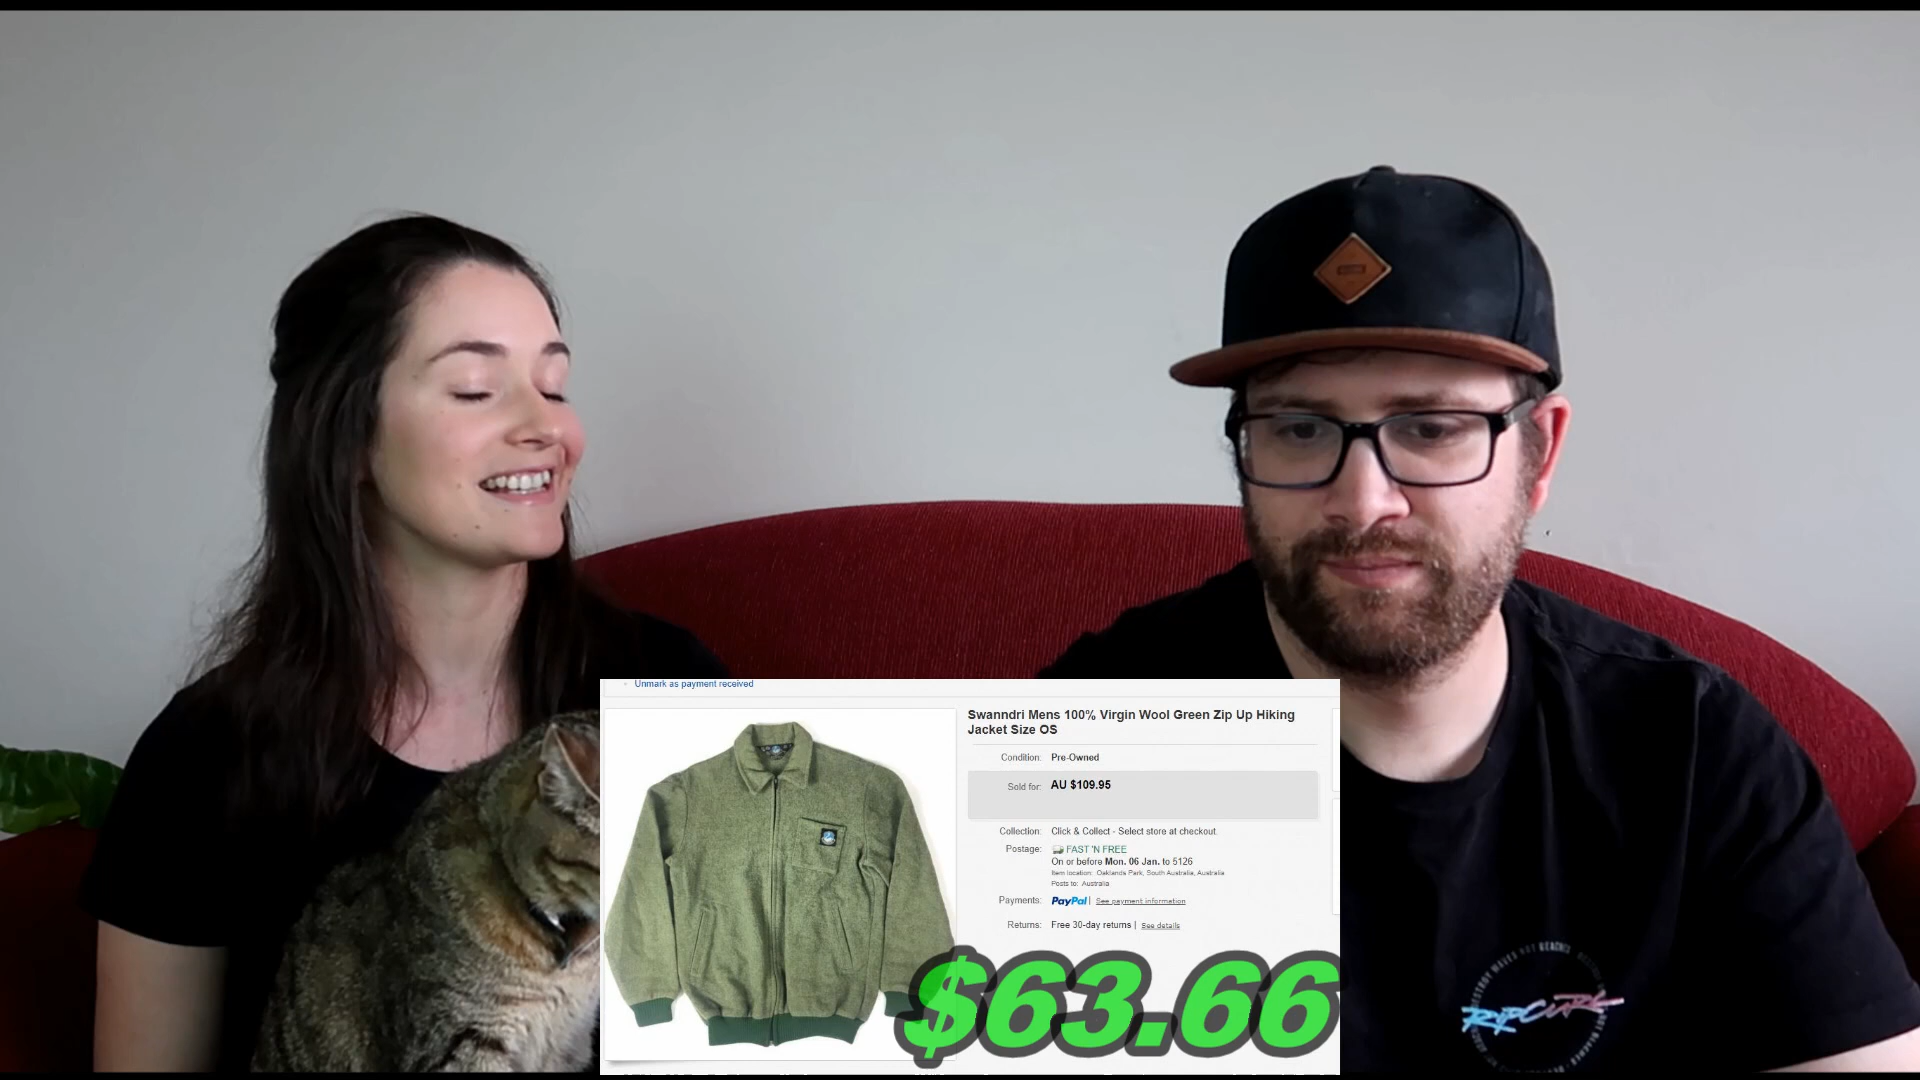 Unmark as payment received
Swanndri Mens 100% Virgin Wool Green Zip Up Hiking
Jacket Size OS
Condition: Pre-Owned
Sold for: AU $109.95
Collection: Click & Collect - Select store at checkout.
Postage: FAST 'N FREE
On or before Mon. 06 Jan. to 5126
Item location: Oaklands Park, South Australia, Australia
Posts to: Australia
Payments: PayPal | See payment information
Returns: Free 30-day returns | See details
$63.66
RIP CURL